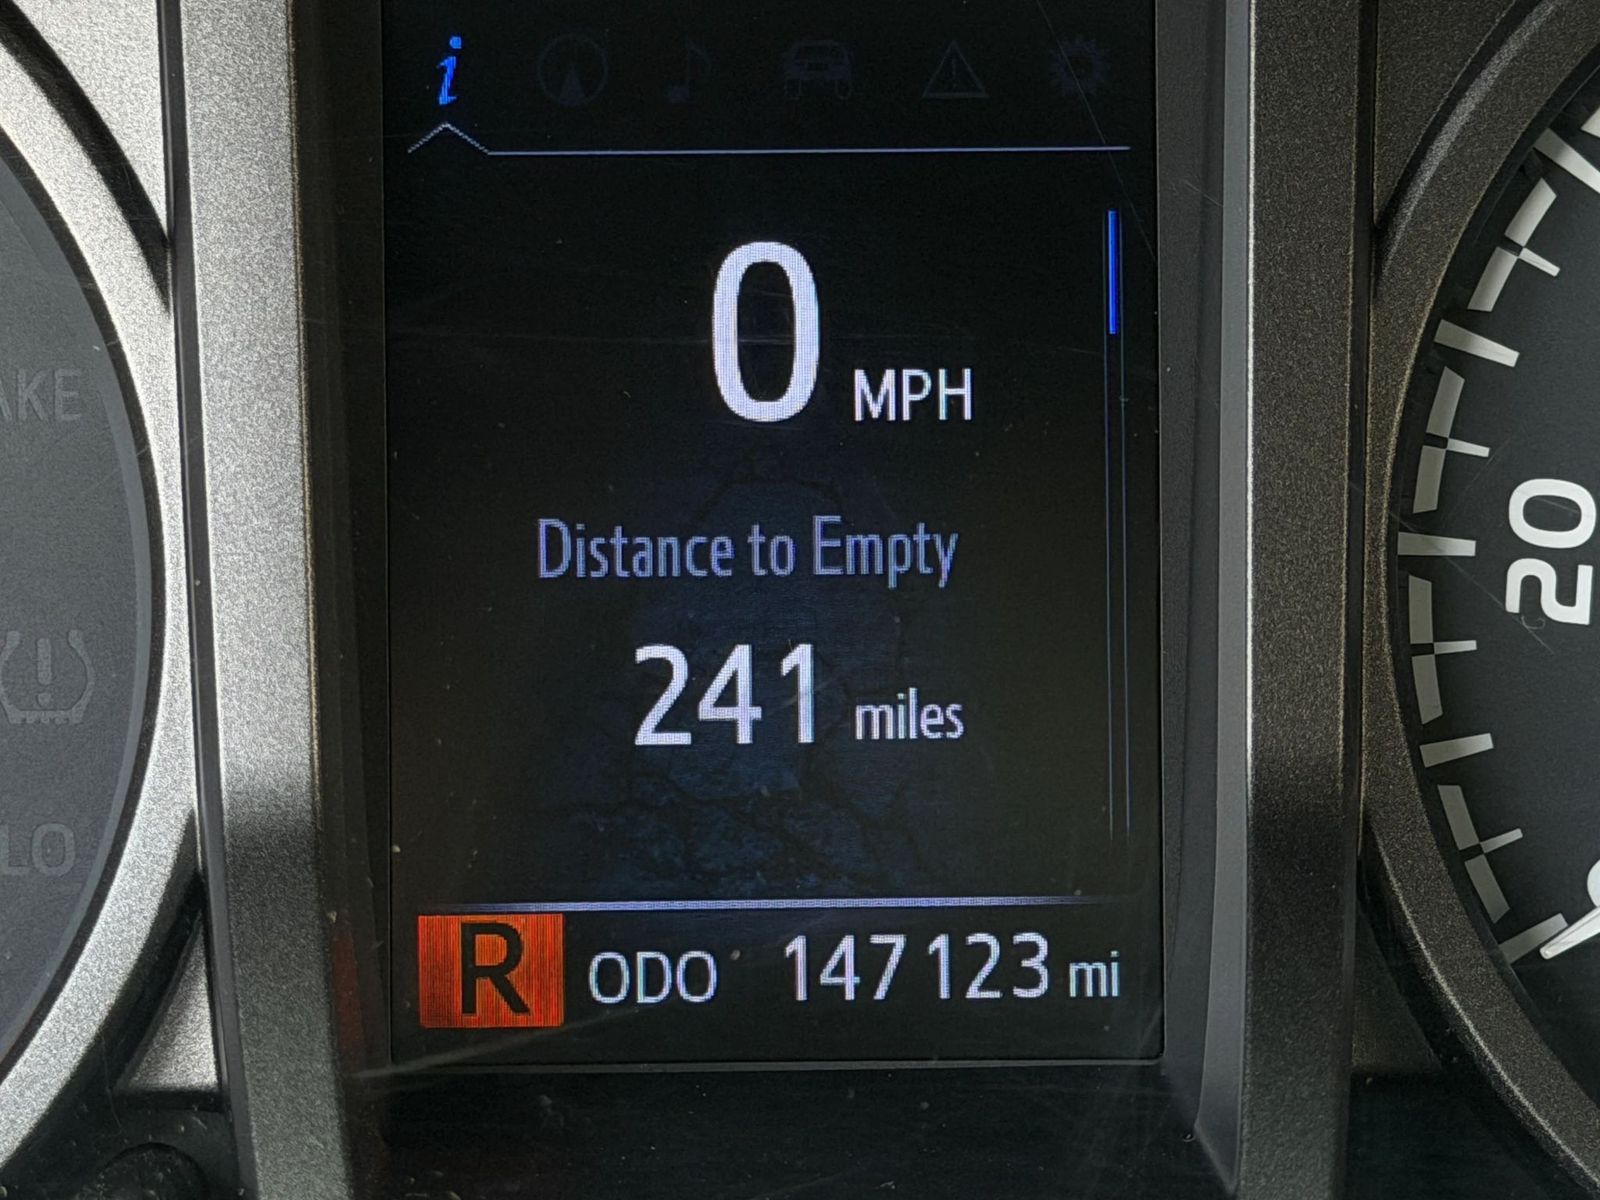 i
0 MPH
Distance to Empty
241 miles
R ODO 147123 mi
AKE
LO
20